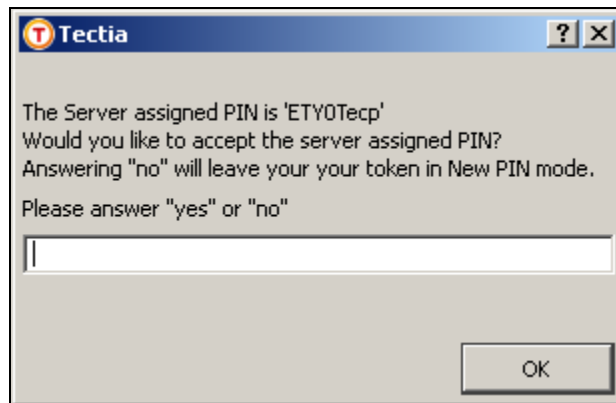 Tectia
The Server assigned PIN is 'ETY0Tecp'
Would you like to accept the server assigned PIN?
Answering "no" will leave your your token in New PIN mode.
Please answer "yes" or "no"
OK